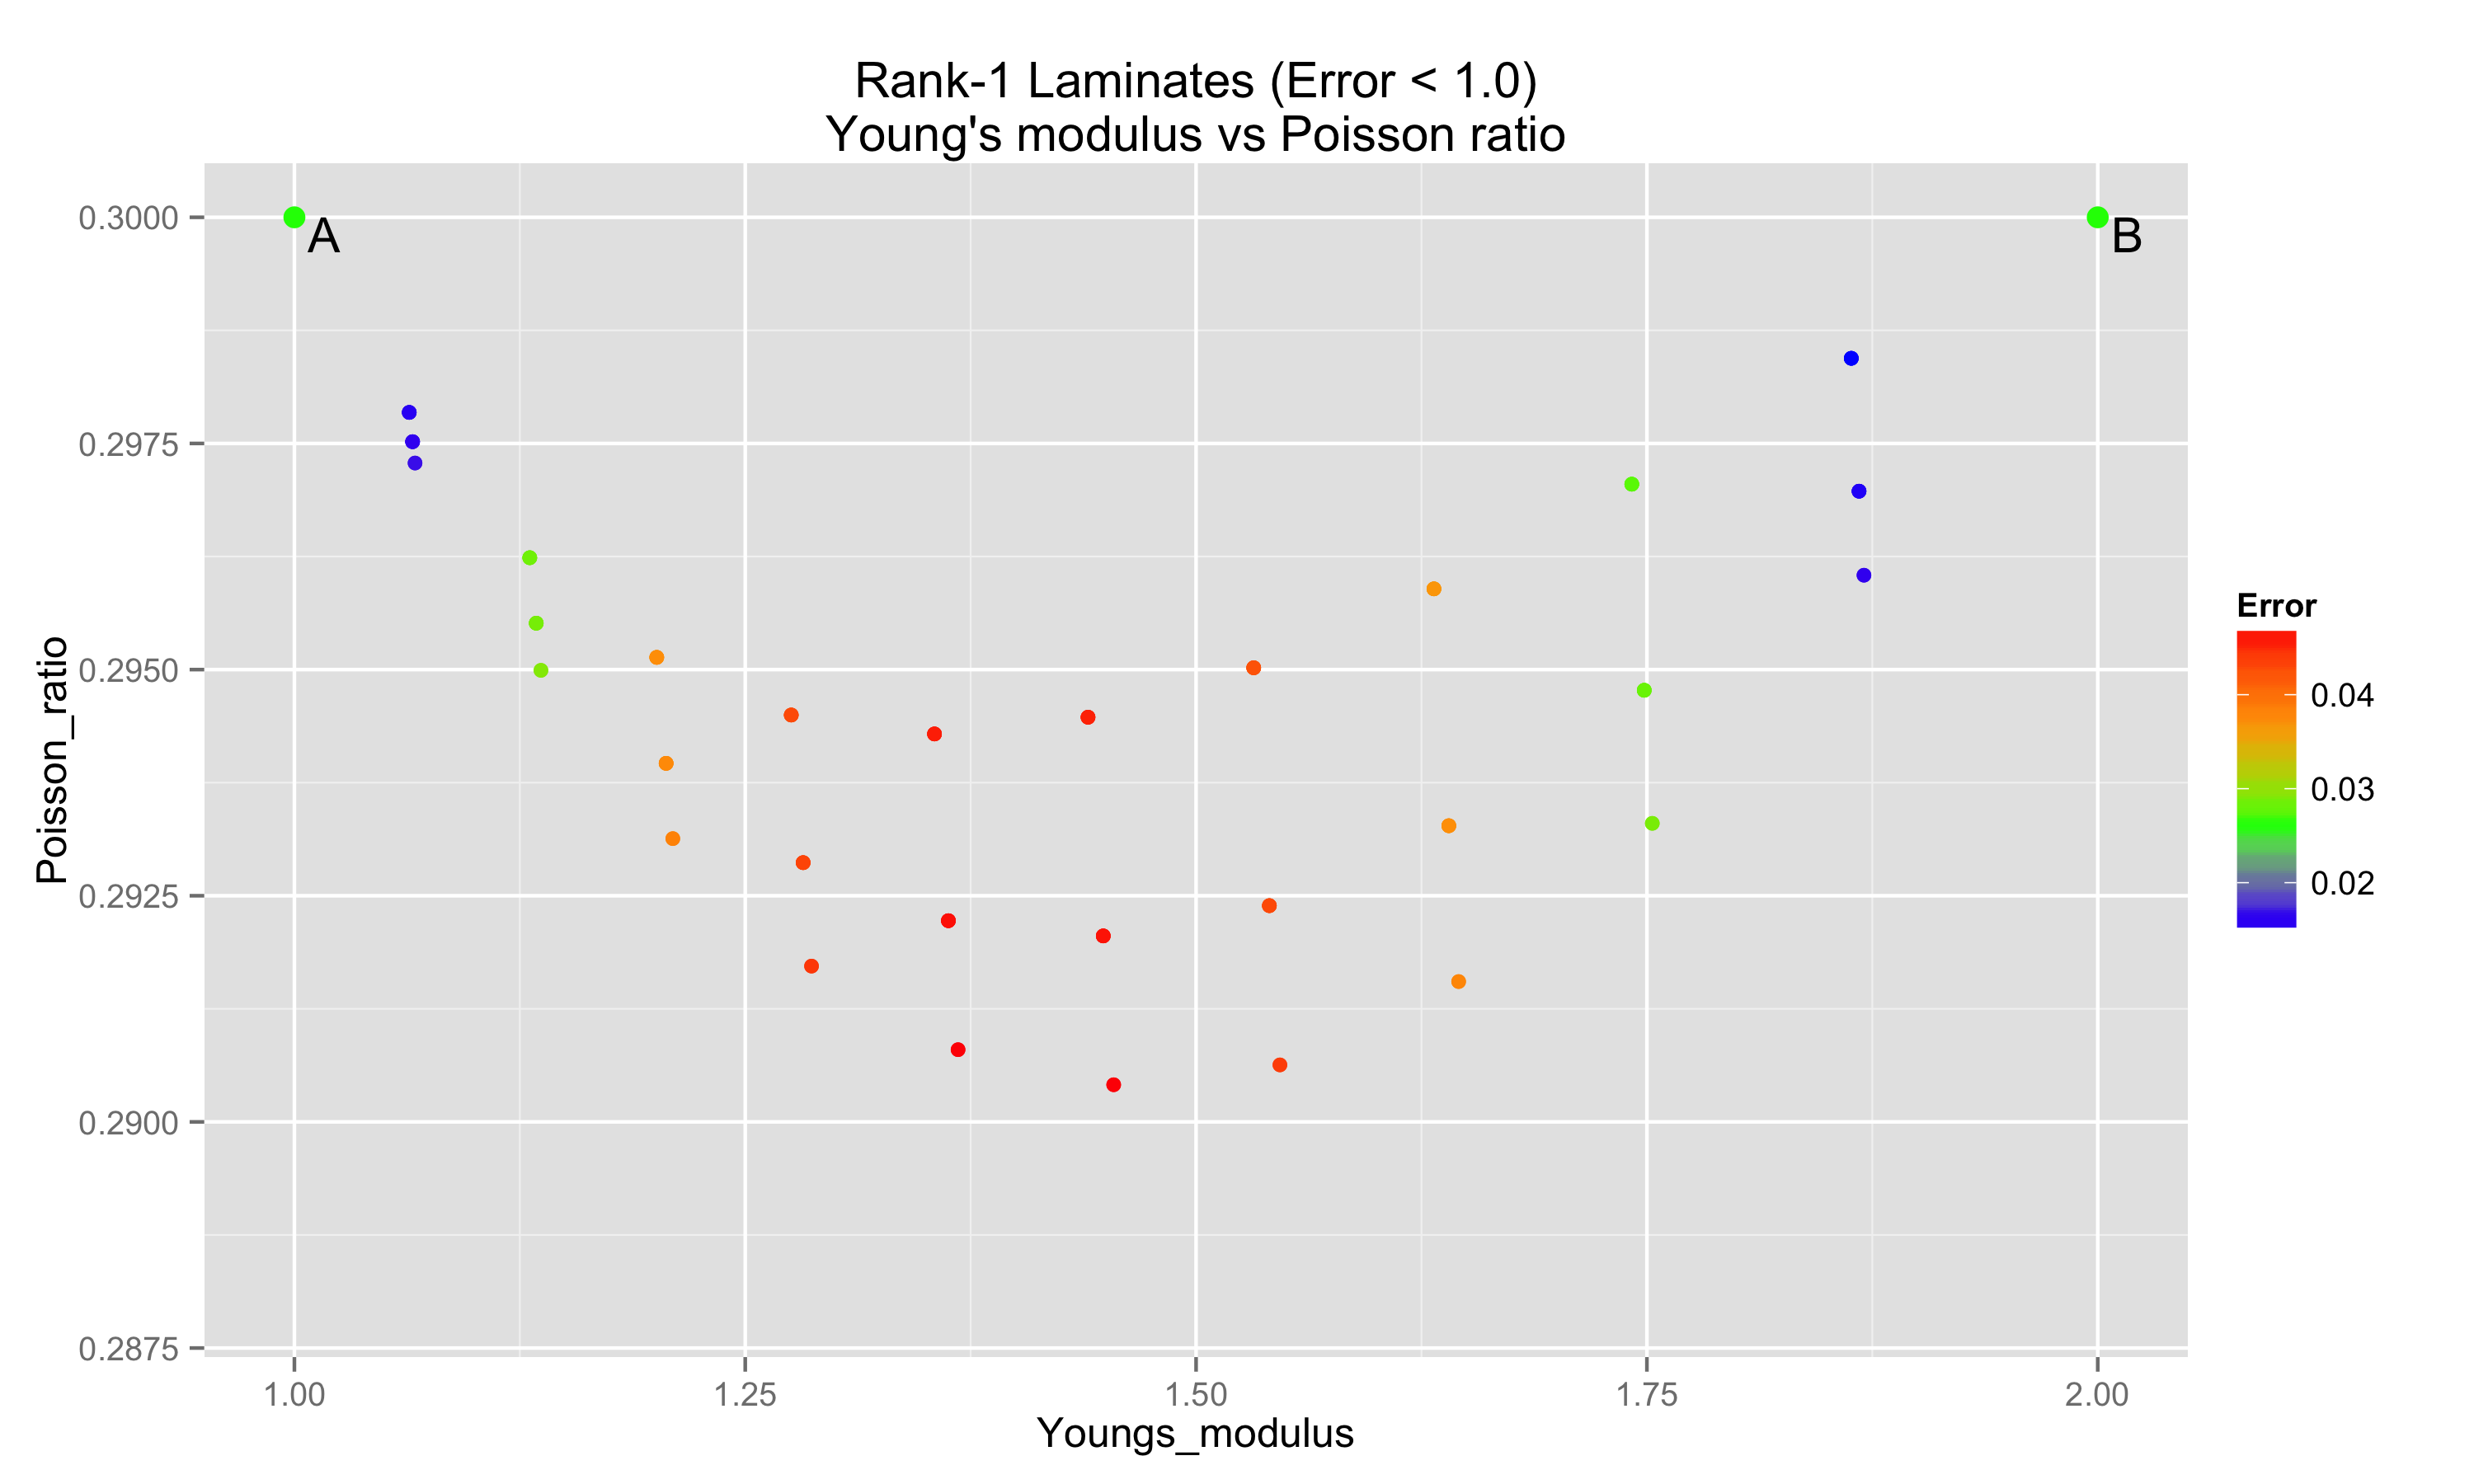 Rank-1 Laminates (Error < 1.0)
Young's modulus vs Poisson ratio
0.3000
0.2975
0.2950
0.2925
0.2900
0.2875
Poisson_ratio
A
B
1.00
1.25
1.50
1.75
2.00
Youngs_modulus
Error
0.04
0.03
0.02